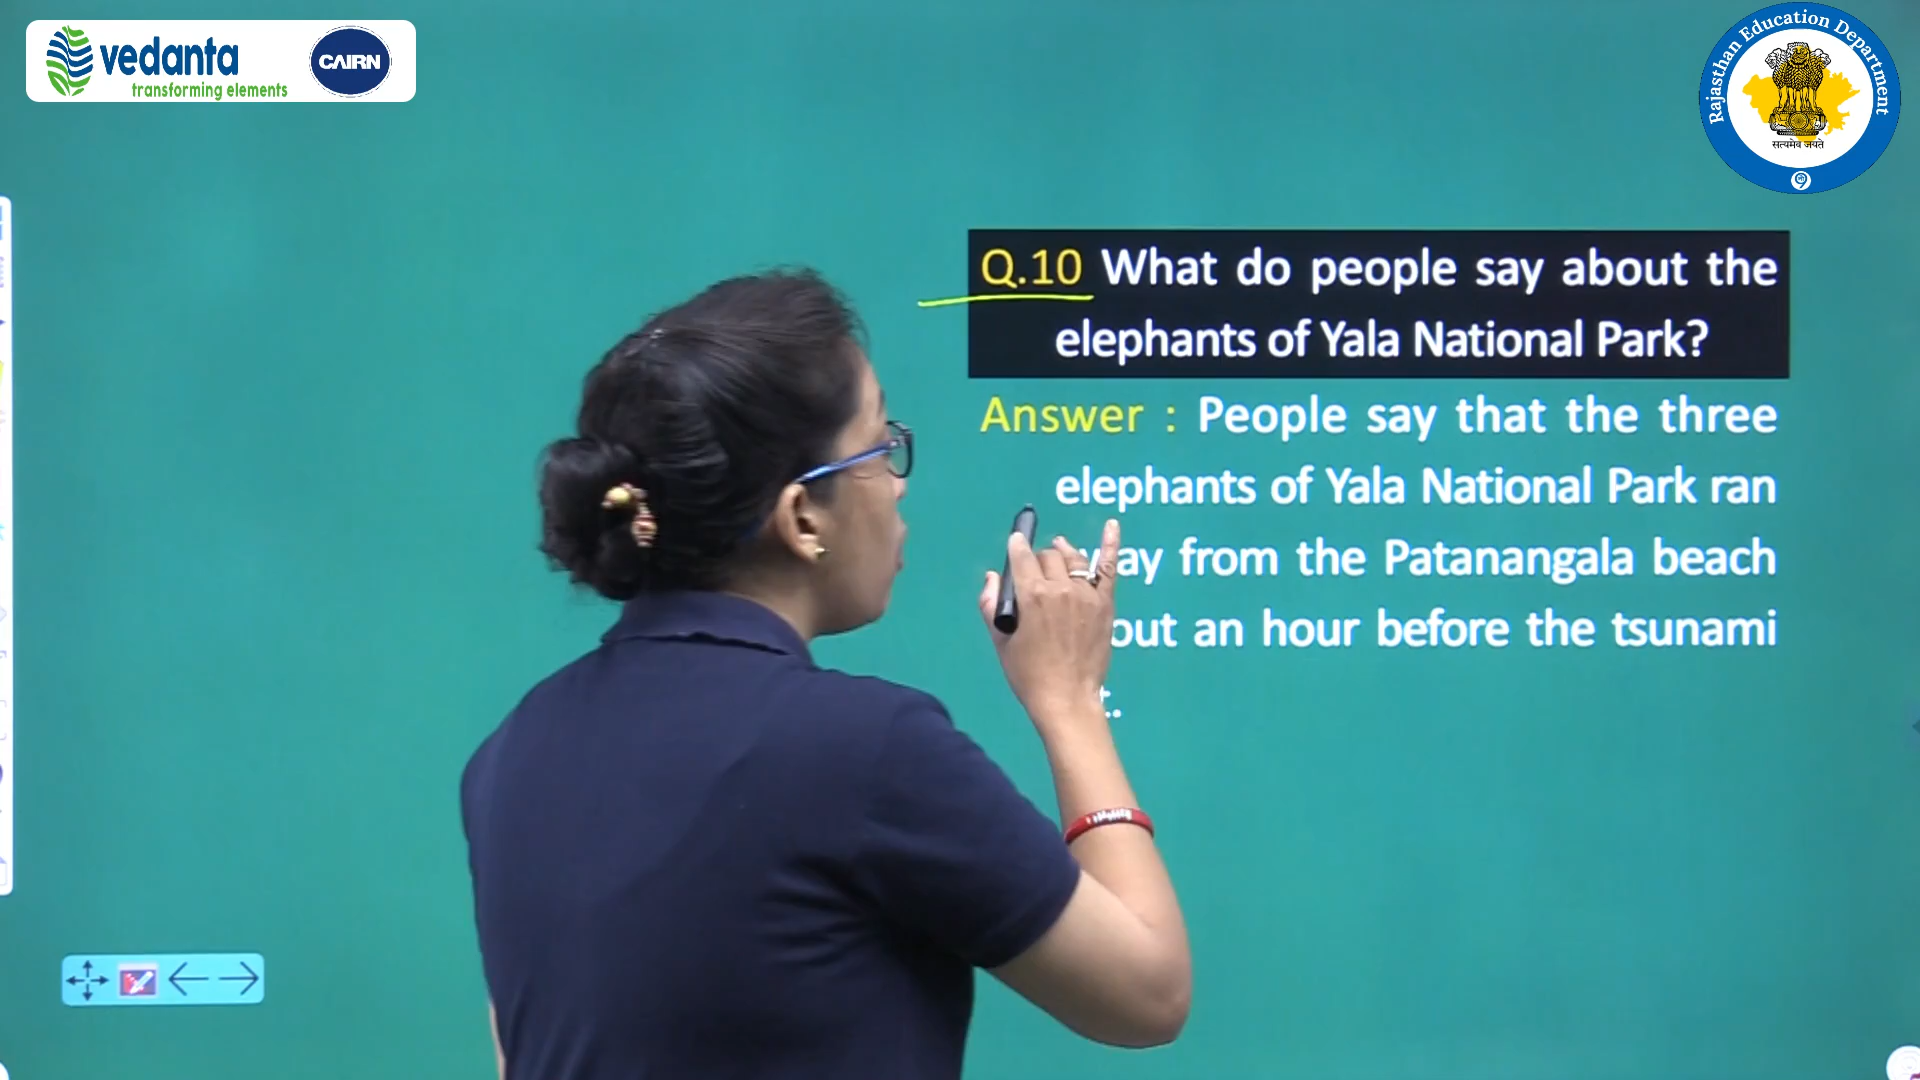 vedanta
transforming elements
CAIRN
Rajasthan Education Department
सत्यमेव जयते
Q.10 What do people say about the
elephants of Yala National Park?
Answer : People say that the three
elephants of Yala National Park ran
from the Patanangala beach
an hour before the tsunami